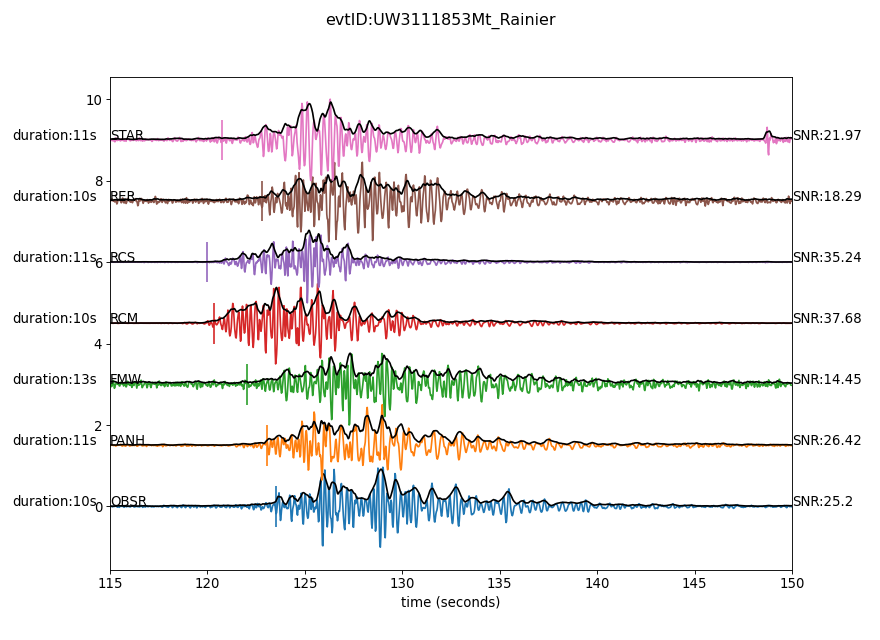 evtID:UW3111853Mt_Rainier
10
duration:11s STAR SNR:21.97
8
duration:10s RER SNR:18.29
duration:11s RCS SNR:35.24
6
duration:10s RCM SNR:37.68
4
duration:13s FMW SNR:14.45
2
duration:11s PANH SNR:26.42
duration:10s OBSR SNR:25.2
0
115 120 125 130 135 140 145 150
time (seconds)